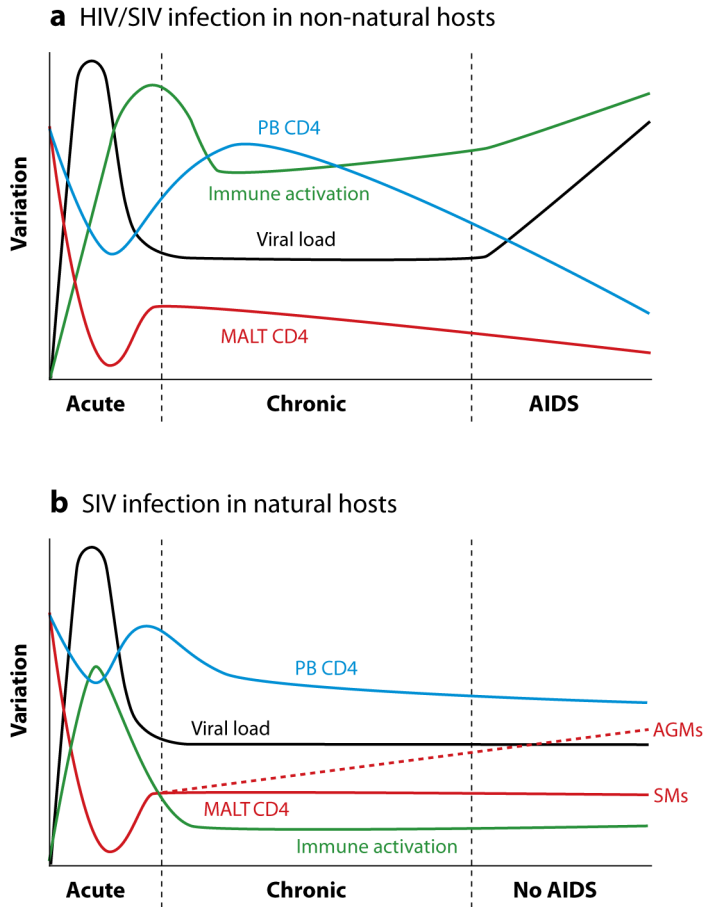 a HIV/SIV infection in non-natural hosts
Variation
PB CD4
Immune activation
Viral load
MALT CD4
Acute Chronic AIDS
b SIV infection in natural hosts
Variation
PB CD4
Viral load
AGMs
SMs
MALT CD4
Immune activation
Acute Chronic No AIDS